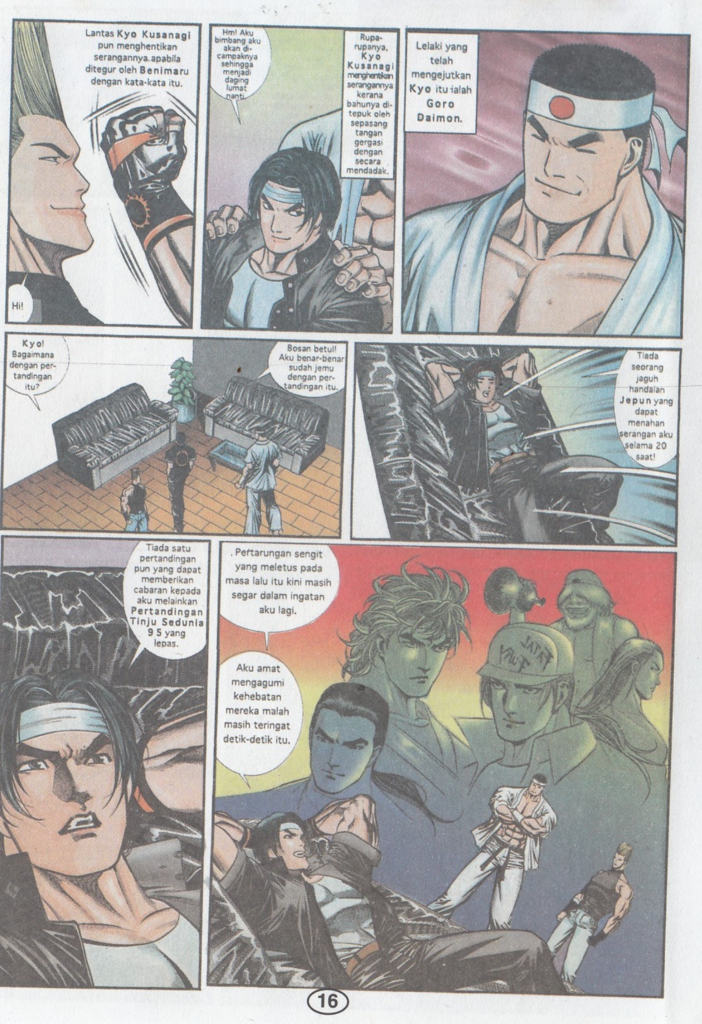 Lantas Kyo Kusanagi
pun menghentikan
serangannya.apabila
ditegur oleh Benimaru
dengan kata-kata itu.
Hi!
Hm! Aku
bimbang aku
akan di-
campaknya
sehingga
menjadi
daging
lumat
nanti.
Rupa-
rupanya,
Kyo
Kusanagi
menghentikan
serangannya
kerana
bahunya di-
tepuk oleh
sepasang
tangan
gergasi
dengan
secara
mendadak.
Lelaki yang
telah
mengejutkan
Kyo itu ialah
Goro
Daimon.
Kyo!
Bagaimana
dengan per-
tandingan
itu?
Bosan betul!
Aku benar-benar
sudah jemu
dengan per-
tandingan itu.
Tiada
seorang
jaguh
handalan
Jepun yang
dapat
menahan
serangan aku
selama 20
saat!
Tiada satu
pertandingan
pun yang dapat
memberikan
cabaran kepada
aku melainkan
Pertandingan
Tinju Sedunia
95 yang
lepas.
. Pertarungan sengit
yang meletus pada
masa lalu itu kini masih
segar dalam ingatan
aku lagi.
Aku amat
mengagumi
kehebatan
mereka malah
masih teringat
detik-detik itu.
16